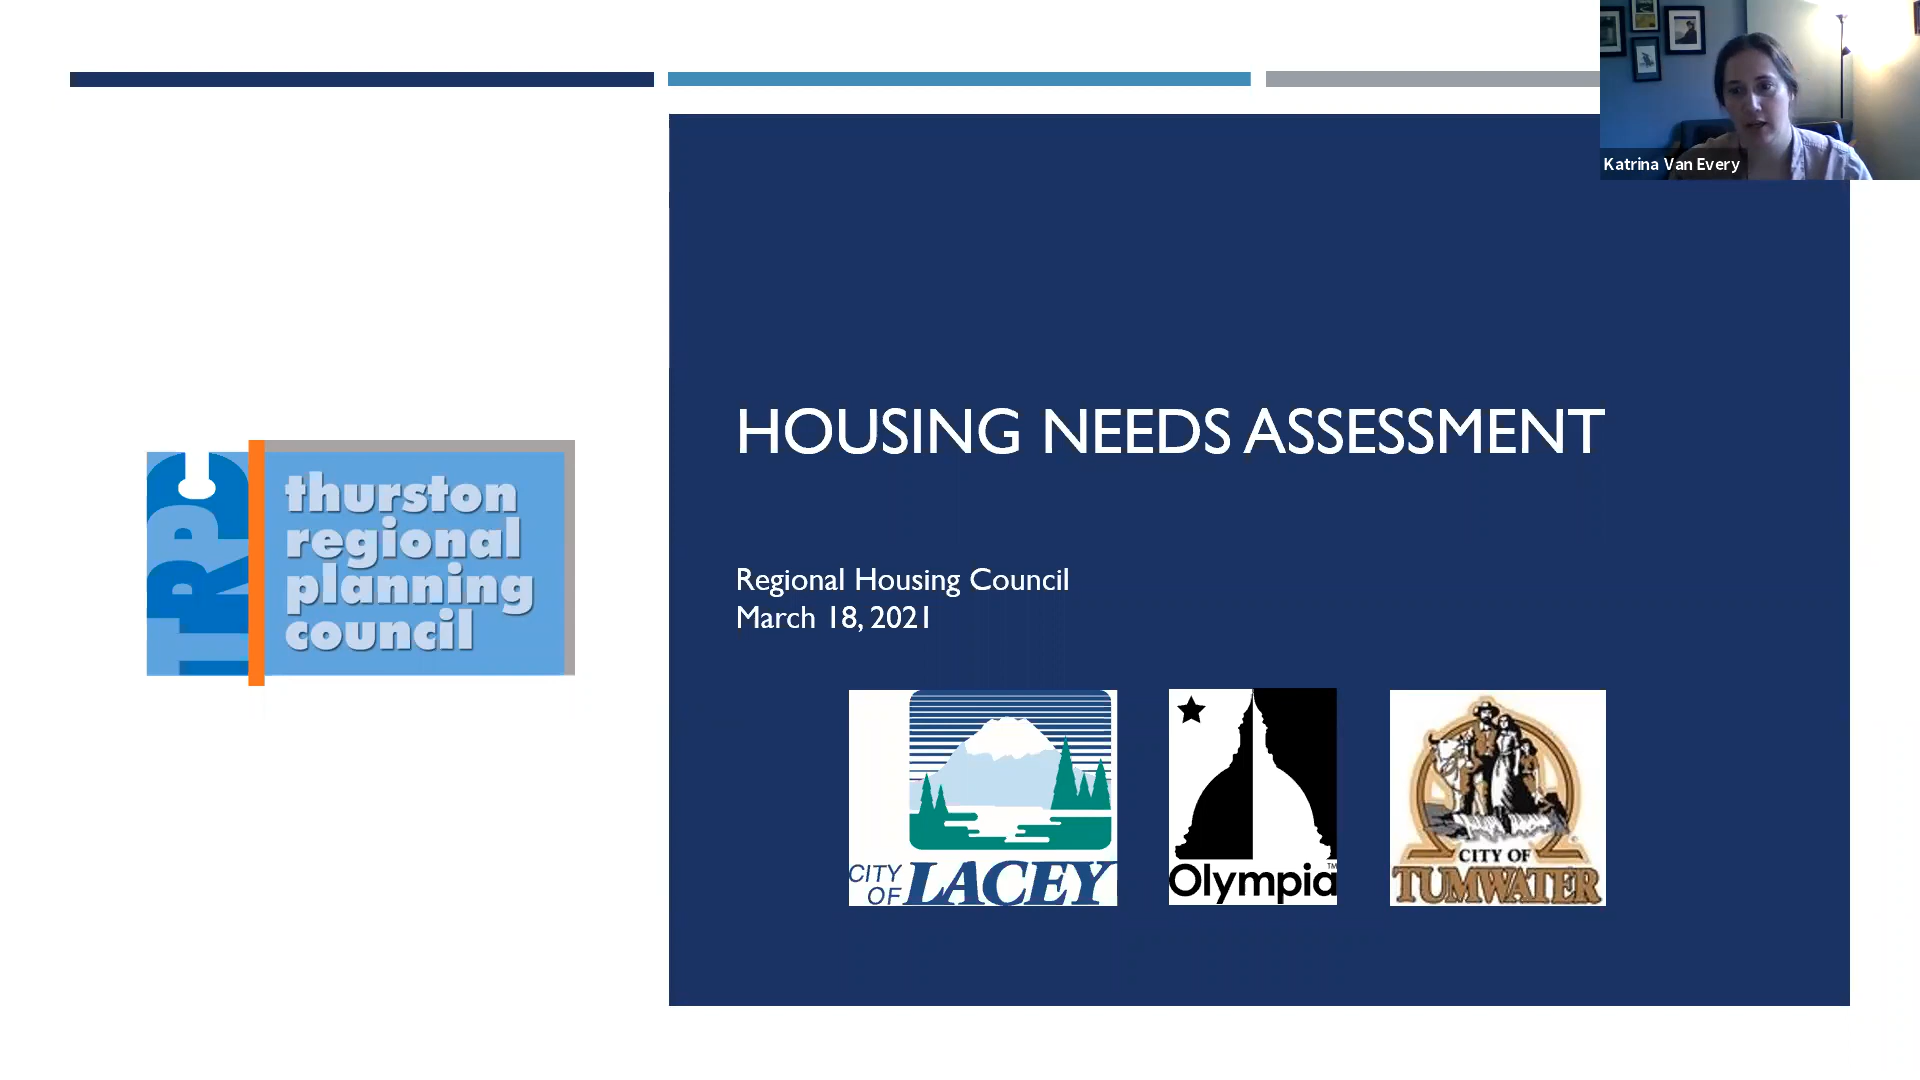 Katrina Van Every
HOUSING NEEDS ASSESSMENT
TRPC
thurston
regional
planning
council
Regional Housing Council
March 18, 2021
CITY
OF LACEY
Olympia
TM
CITY OF
TUMWATER